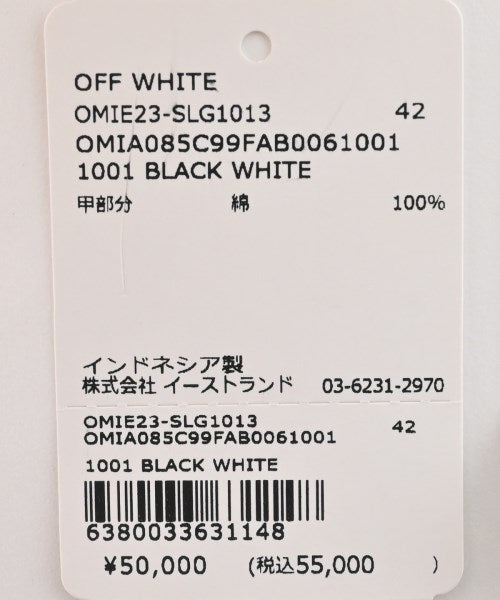 OFF WHITE
OMIE23-SLG1013 42
OMIA085C99FAB0061001
1001 BLACK WHITE
甲部分 綿 100%
インドネシア製
株式会社 イーストランド 03-6231-2970
OMIE23-SLG1013 42
OMIA085C99FAB0061001
1001 BLACK WHITE
6380033631148
¥50,000 (税込55,000 )